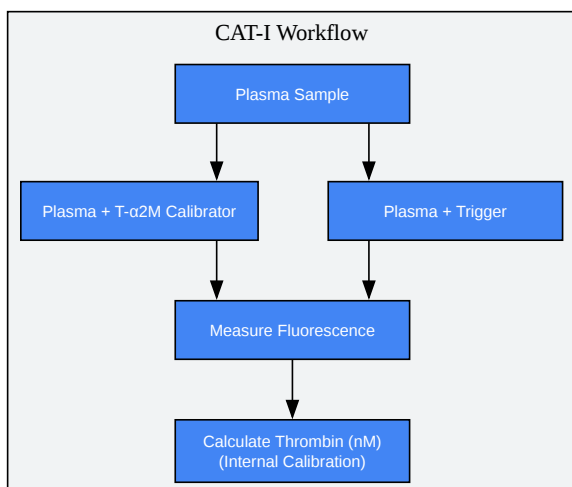 CAT-I Workflow
Plasma Sample
Plasma + T-α2M Calibrator
Plasma + Trigger
Measure Fluorescence
Calculate Thrombin (nM)
(Internal Calibration)